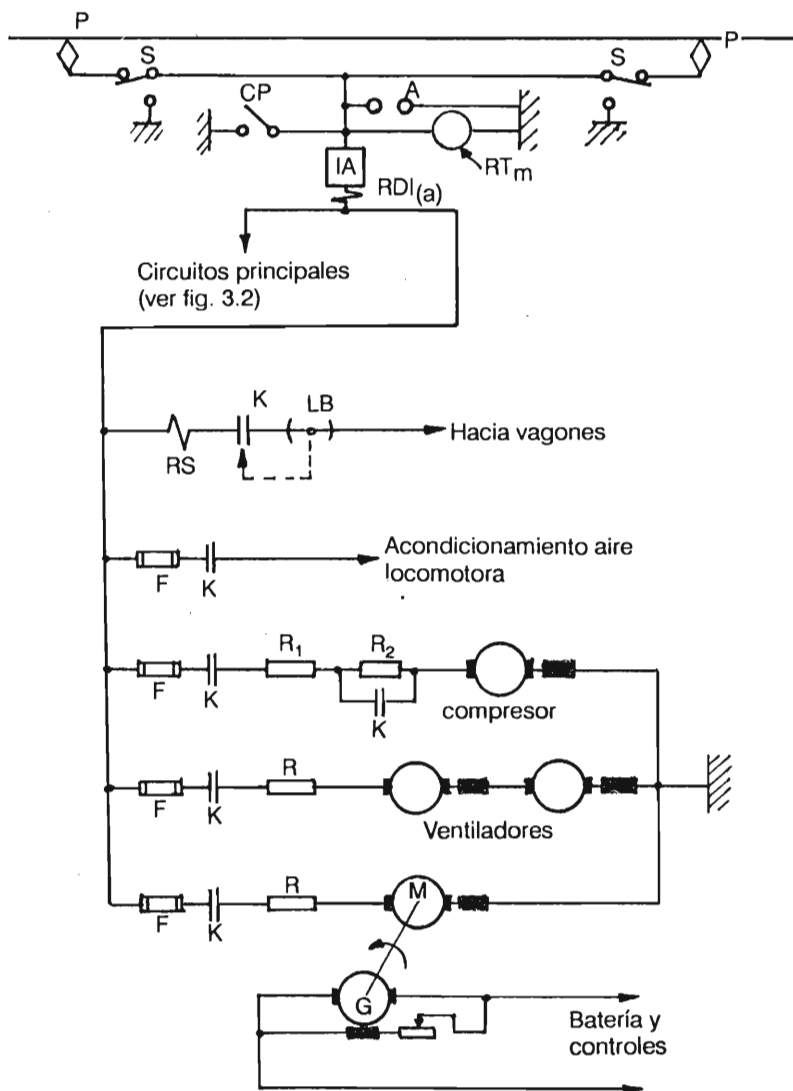 P
P
S
S
A
CP
IA
RTm
RDI(a)
Circuitos principales
(ver fig. 3.2)
K
LB
RS
Hacia vagones
F
K
Acondicionamiento aire
locomotora
R1
R2
F
K
K
compresor
R
F
K
Ventiladores
R
M
F
K
G
Batería y
controles